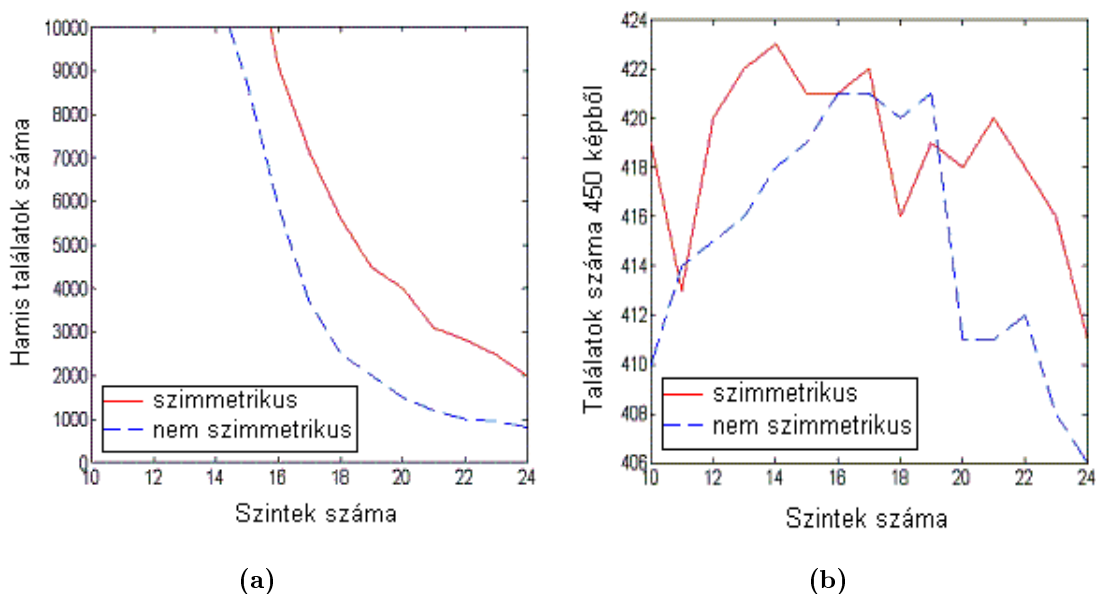 10000
9000
8000
7000
6000
5000
4000
3000
2000
1000
0
10 12 14 16 18 20 22 24
Hamis találatok száma
Szintek száma
szimmetrikus
nem szimmetrikus
(a)
424
422
420
418
416
414
412
410
408
406
10 12 14 16 18 20 22 24
Találatok száma 450 képből
Szintek száma
szimmetrikus
nem szimmetrikus
(b)